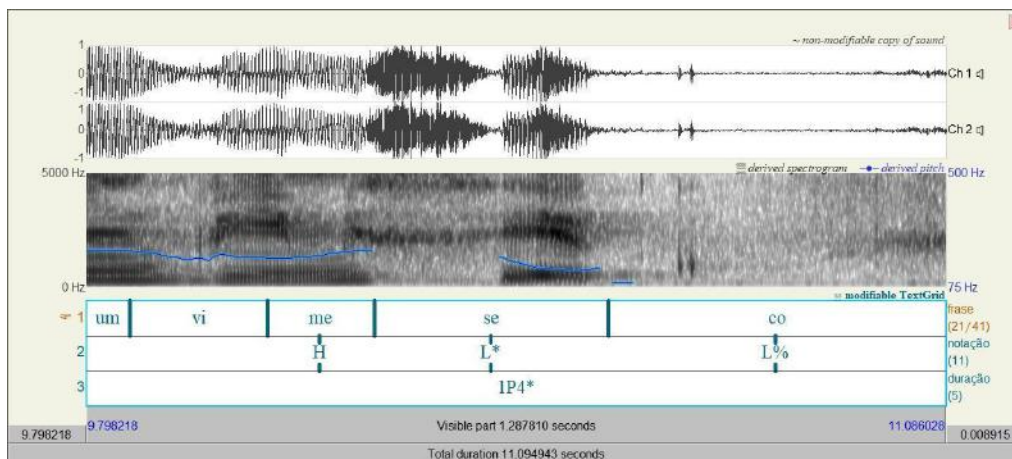 1
~ non-modifiable copy of sound
0
Ch 1
-1
1
0
Ch 2
-1
derived spectrogram derived pitch
5000 Hz
500 Hz
0 Hz
75 Hz
modifiable TextGrid
1 um vi me se co frase (21/41)
2 H L* L% notação (11)
3 1P4* duração (5)
9.798218 Visible part 1.287810 seconds 11.086028
9.798218 0.008915
Total duration 11.094943 seconds